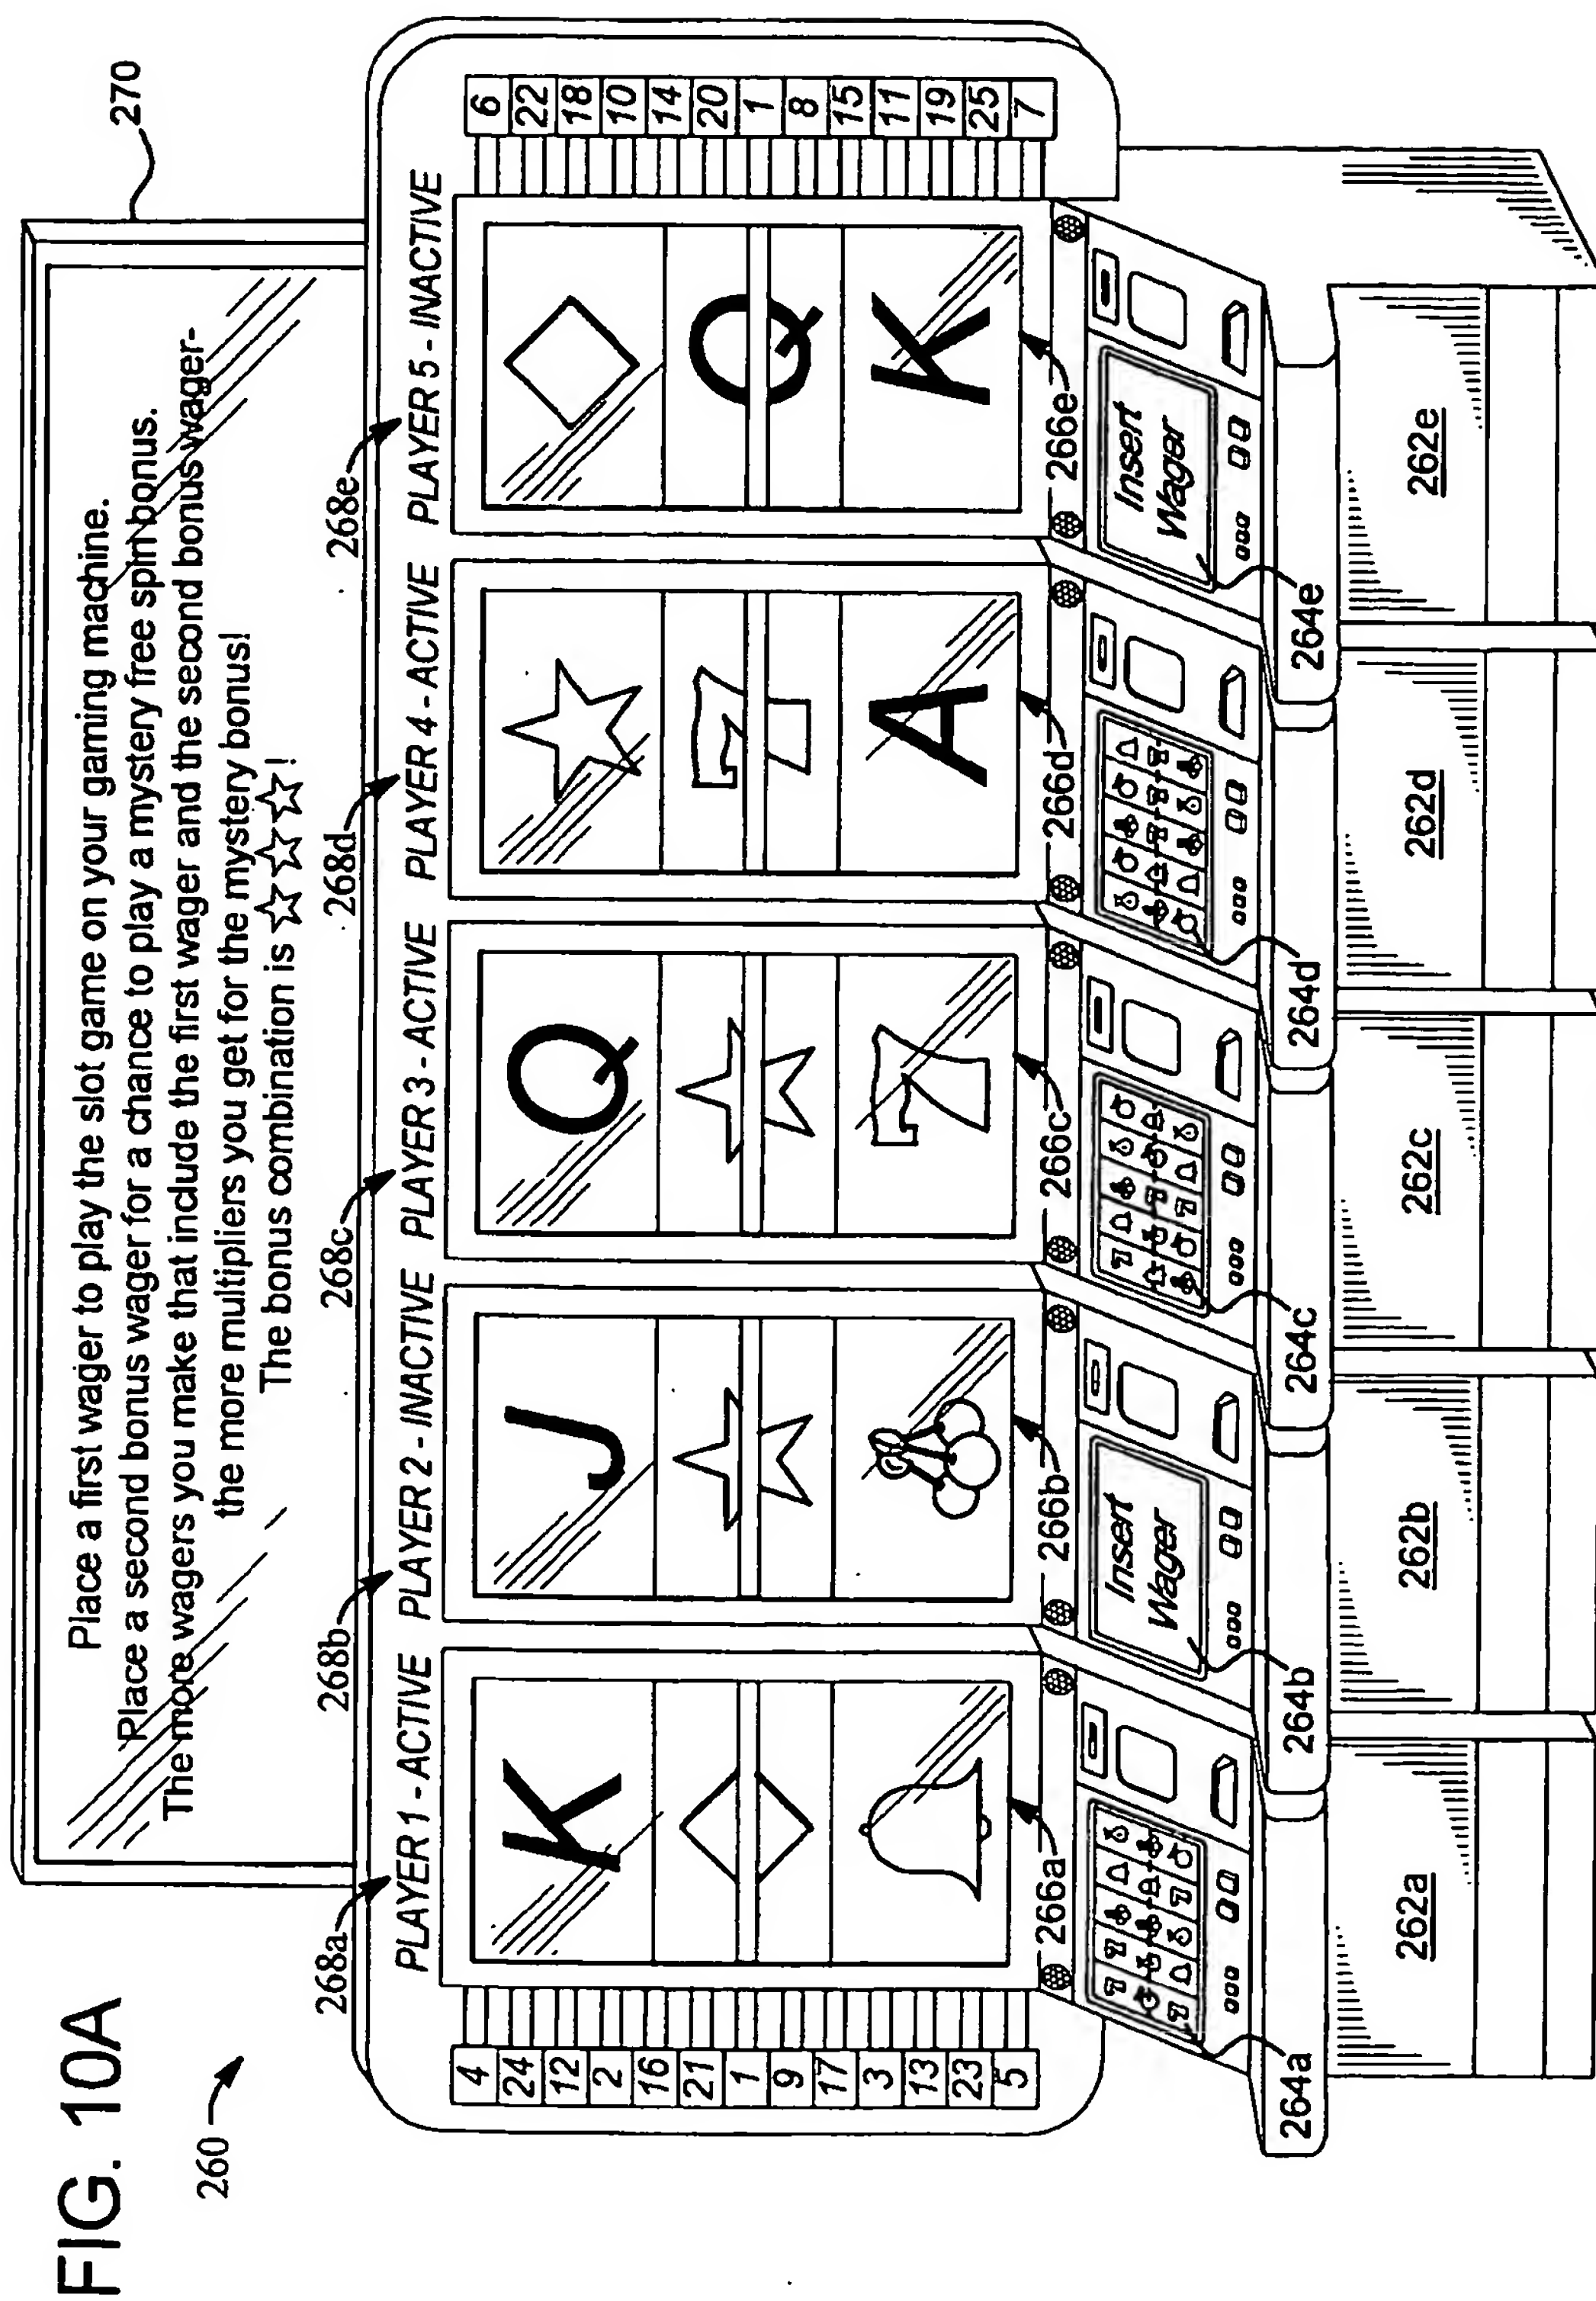 FIG. 10A
260
270
Place a first wager to play the slot game on your gaming machine.
Place a second bonus wager for a chance to play a mystery free spin bonus.
The more wagers you make that include the first wager and the second bonus wager-
the more multipliers you get for the mystery bonus!
The bonus combination is ☆☆☆☆!
268a
268b
268c
268d
268e
PLAYER 1 - ACTIVE
PLAYER 2 - INACTIVE
PLAYER 3 - ACTIVE
PLAYER 4 - ACTIVE
PLAYER 5 - INACTIVE
4
24
12
2
16
21
1
9
17
3
13
23
5
K
J
Q
7
Q
7
A
K
6
22
18
10
14
20
1
8
15
11
19
25
7
266a
266b
266c
266d
266e
Insert
Wager
Insert
Wager
264a
264b
264c
264d
264e
262a
262b
262c
262d
262e